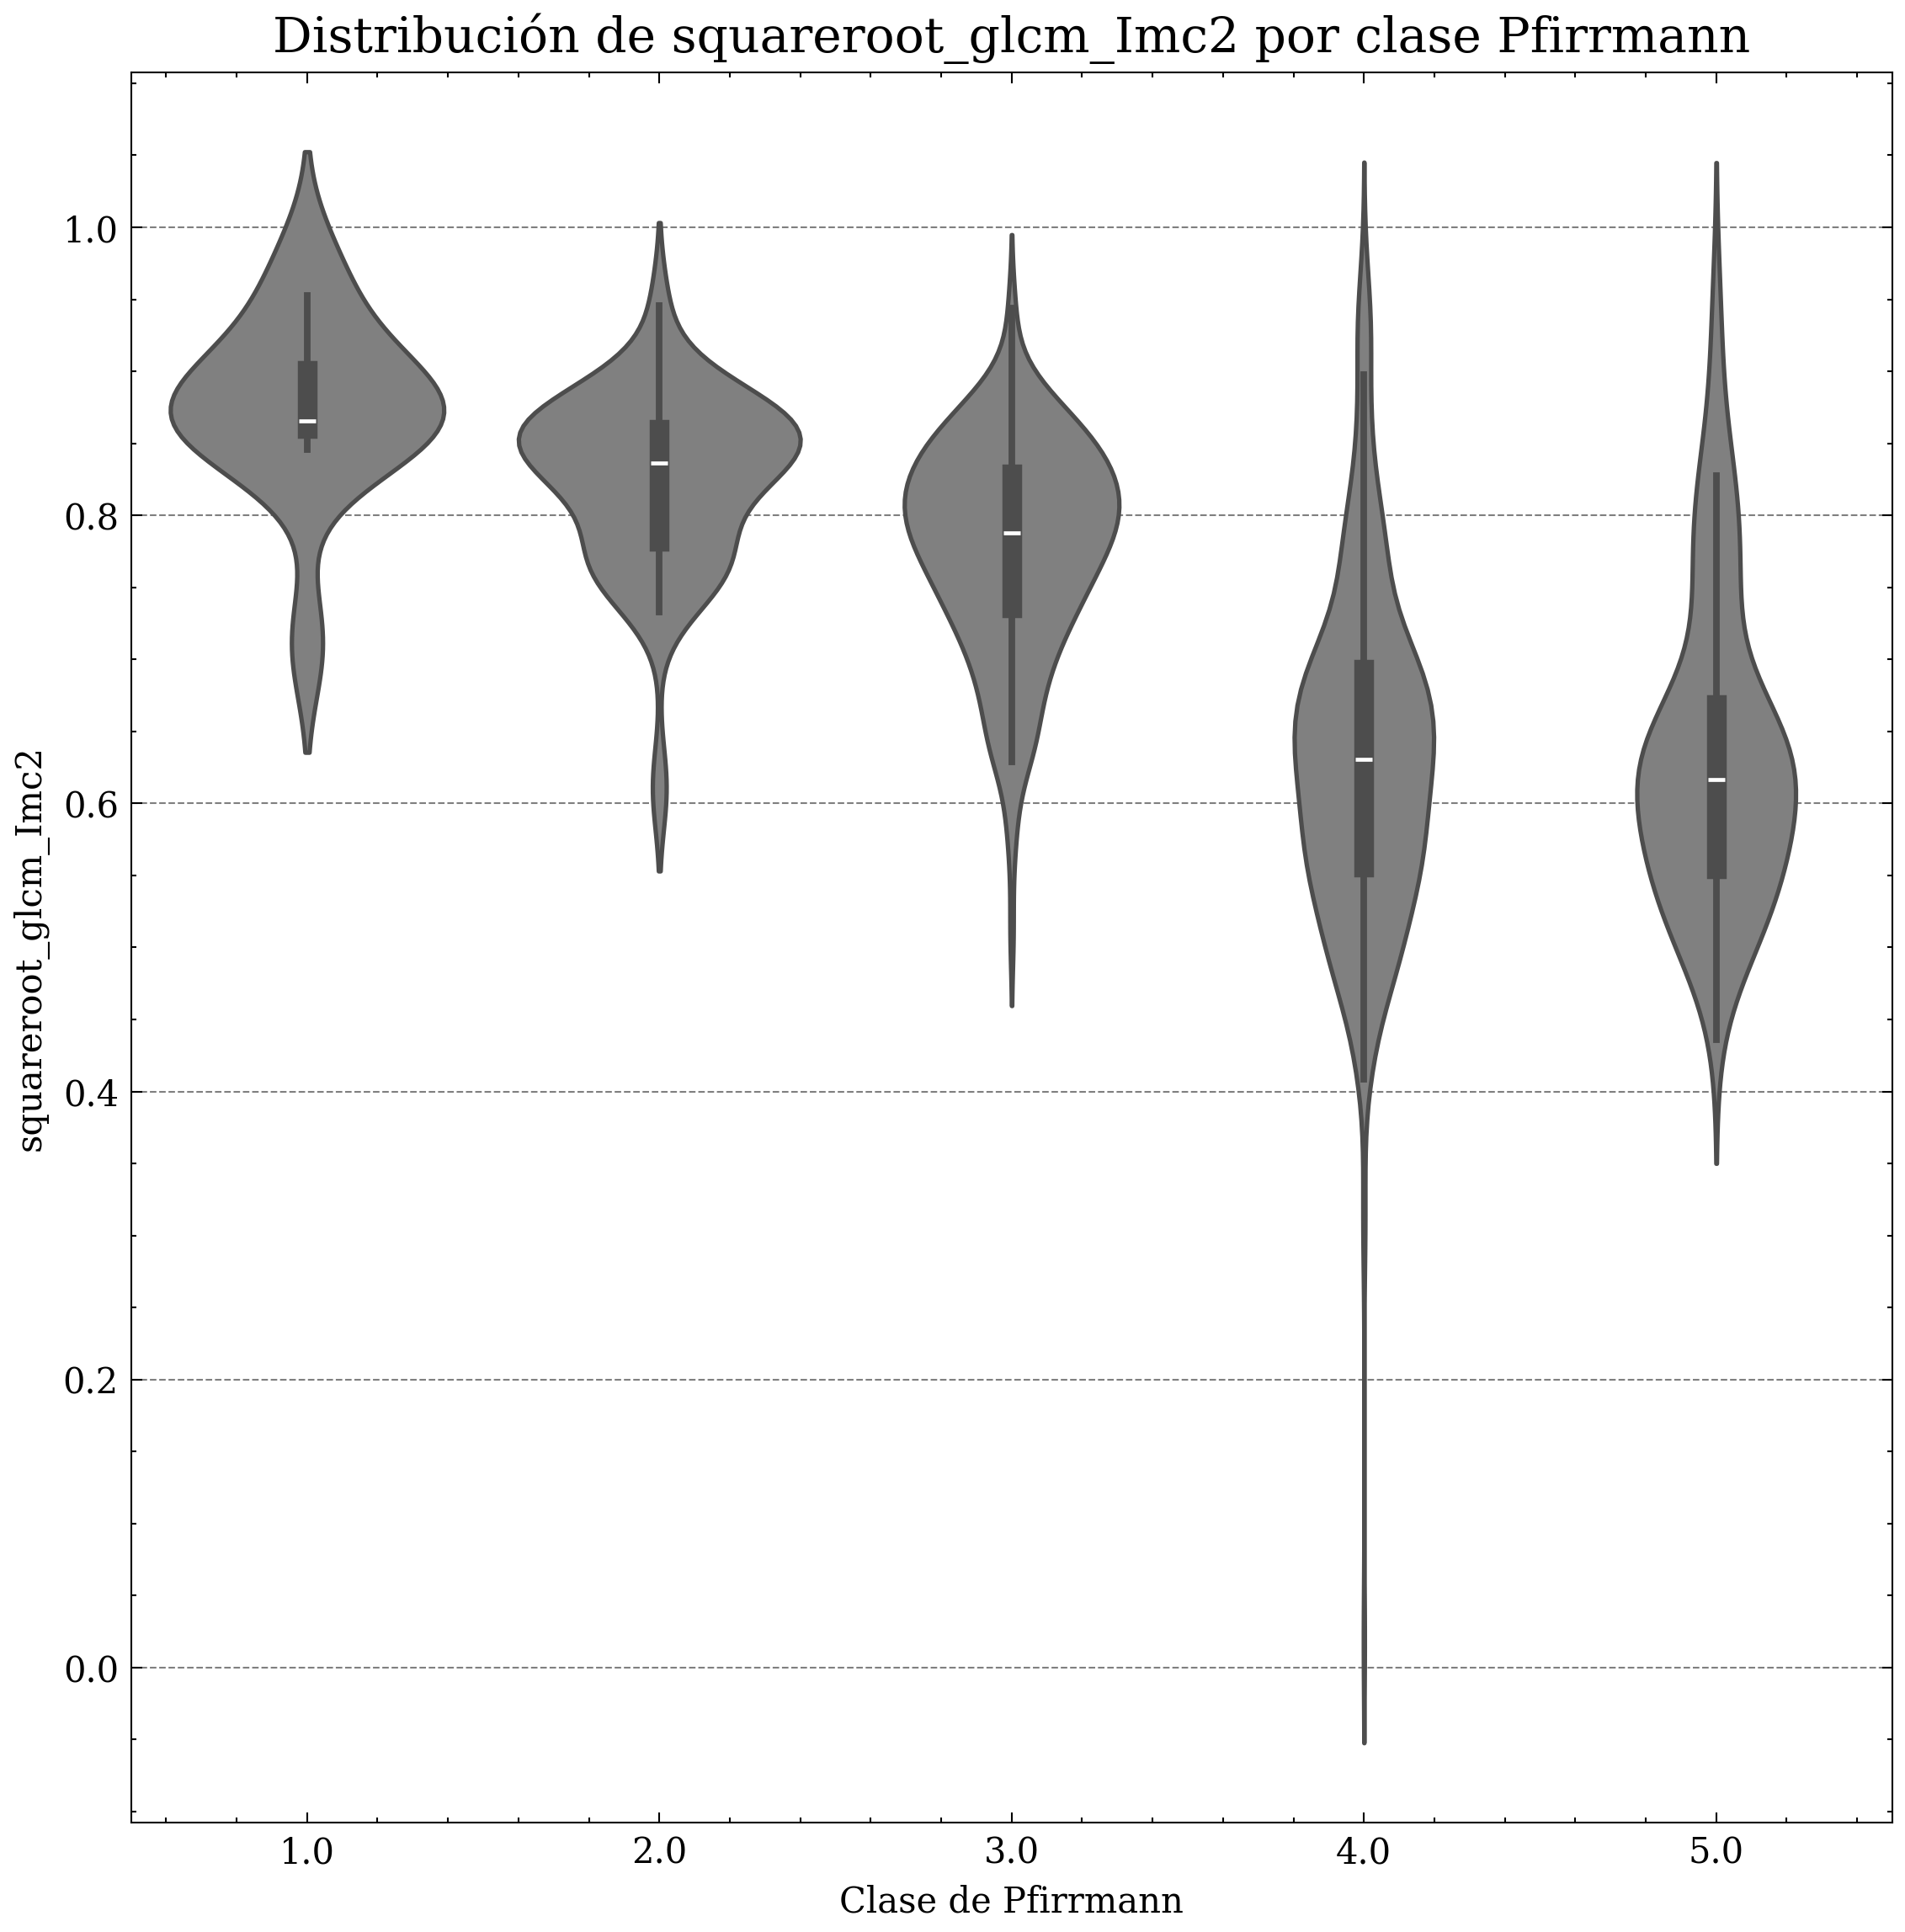 Distribución de squareroot_glcm_Imc2 por clase Pfirrmann
squareroot_glcm_Imc2
1.0
0.8
0.6
0.4
0.2
0.0
1.0 2.0 3.0 4.0 5.0
Clase de Pfirrmann